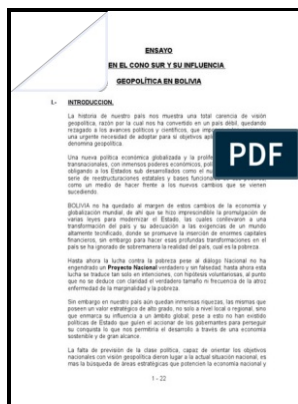 ENSAYO
EN EL CONO SUR Y SU INFLUENCIA
GEOPOLÍTICA EN BOLIVIA
I.- INTRODUCCION.
La historia de nuestro país nos muestra una total carencia de visión
geopolítica, razón por la cual nos ha convertido en un país débil, quedando
rezagado a los avances políticos y científicos, que
una urgente necesidad de adoptar para si objetivos
denomina geopolítica.
Una nueva política económica globalizada y la
transnacionales, con inmensos poderes económicos,
obligando a los Estados sub desarrollados como el
serie de reestructuraciones estatales y bases
como un medio de hacer frente a los nuevos cambios que se vienen
sucediendo.
PDF
BOLIVIA no ha quedado al margen de estos cambios de la economía y
globalización mundial, de ahí que se hizo imprescindible la promulgación de
varias leyes para modernizar el Estado, las cuales conllevaron a una
transformación del país y su adecuación a las exigencias de un mundo
altamente tecnificado, donde se promueve la inserción de enormes capitales
financieros, sin embargo para hacer esas profundas transformaciones en el
país se ha ignorado de sobremanera la realidad del país, cual es la pobreza.
Hasta ahora la lucha contra la pobreza pese al diálogo Nacional no ha
engendrado un Proyecto Nacional verdadero y sin falsedad; hasta ahora esta
lucha se traduce tan solo en intenciones, con hipótesis voluntariosas, al punto
que no se deduce con claridad el verdadero tamaño ni frecuencia de la atroz
enfermedad de la marginalidad y la pobreza.
Sin embargo en nuestro país aún quedan inmensas riquezas, las mismas que
poseen un valor estratégico de alto grado, no solo a nivel local o regional, sino
que enmarca su influencia a un ámbito global, pese a esto no han existido
políticas de Estado que guíen el accionar de los gobernantes para perseguir
su conquista lo que nos permitiría el desarrollo a través de una economía
sostenible y de gran alcance.
La falta de previsión de la clase política, capaz de orientar los objetivos
nacionales con visión geopolítica dieron lugar a la actual situación nacional, es
mas la búsqueda de áreas estratégicas que potencien la economía nacional y
1 - 22